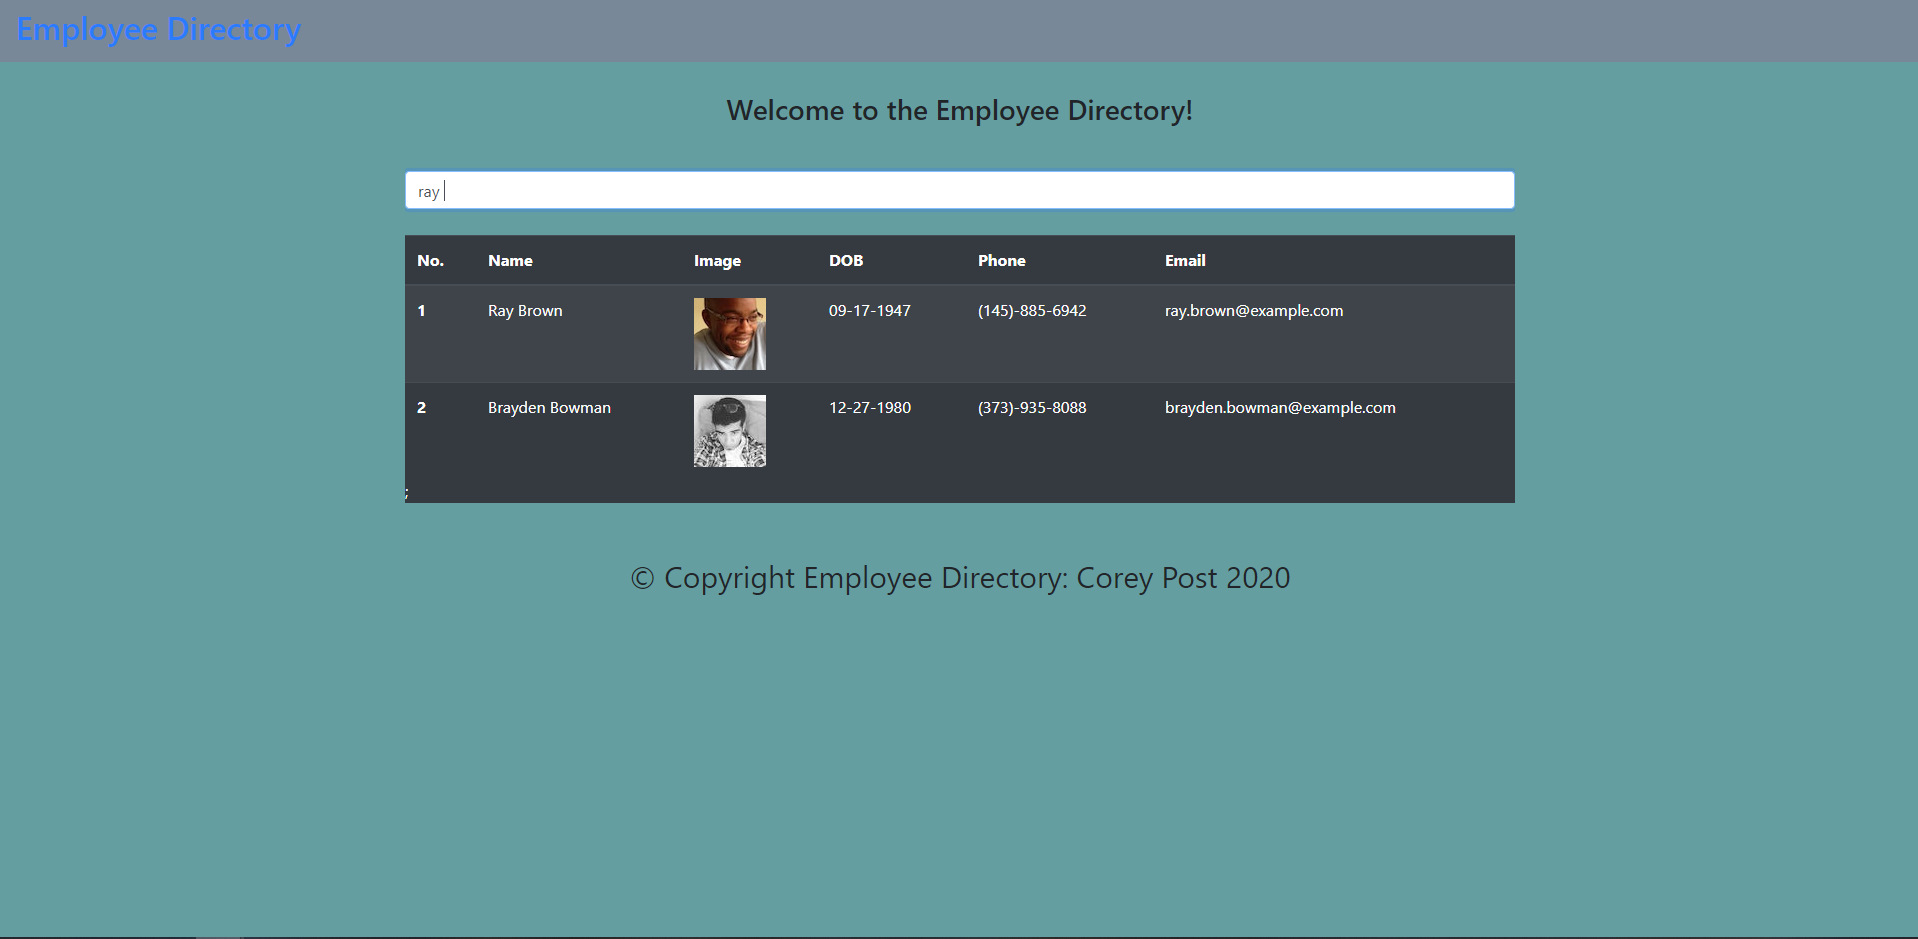 Employee Directory
Welcome to the Employee Directory!
ray
No. Name Image DOB Phone Email
1 Ray Brown 09-17-1947 (145)-885-6942 ray.brown@example.com
2 Brayden Bowman 12-27-1980 (373)-935-8088 brayden.bowman@example.com
;
© Copyright Employee Directory: Corey Post 2020